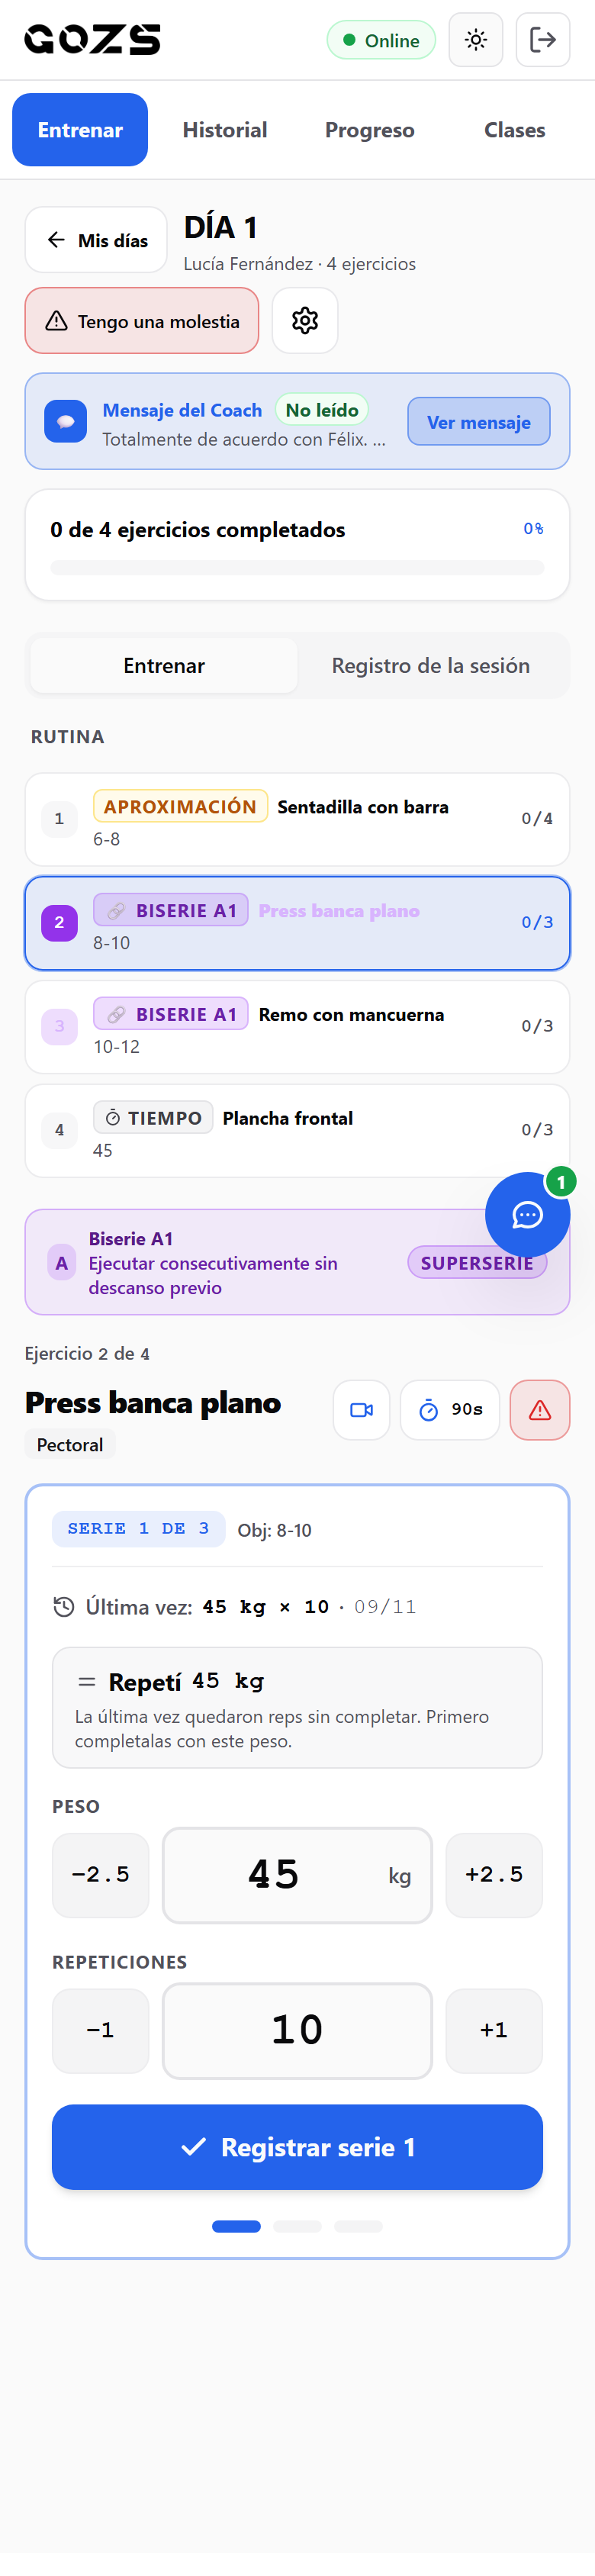 GOZS
Online
Entrenar
Historial
Progreso
Clases
Mis días
DÍA 1
Lucía Fernández · 4 ejercicios
Tengo una molestia
Mensaje del Coach
No leído
Totalmente de acuerdo con Félix. ...
Ver mensaje
0 de 4 ejercicios completados
0%
Entrenar
Registro de la sesión
RUTINA
1
APROXIMACIÓN Sentadilla con barra
6-8
0/4
2
BISERIE A1 Press banca plano
8-10
0/3
3
BISERIE A1 Remo con mancuerna
10-12
0/3
4
TIEMPO Plancha frontal
45
0/3
1
A
Biserie A1
Ejecutar consecutivamente sin
descanso previo
SUPERSERIE
Ejercicio 2 de 4
Press banca plano
90s
Pectoral
SERIE 1 DE 3
Obj: 8-10
Última vez: 45 kg × 10 · 09/11
= Repetí 45 kg
La última vez quedaron reps sin completar. Primero
completalas con este peso.
PESO
−2.5
45
kg
+2.5
REPETICIONES
−1
10
+1
Registrar serie 1